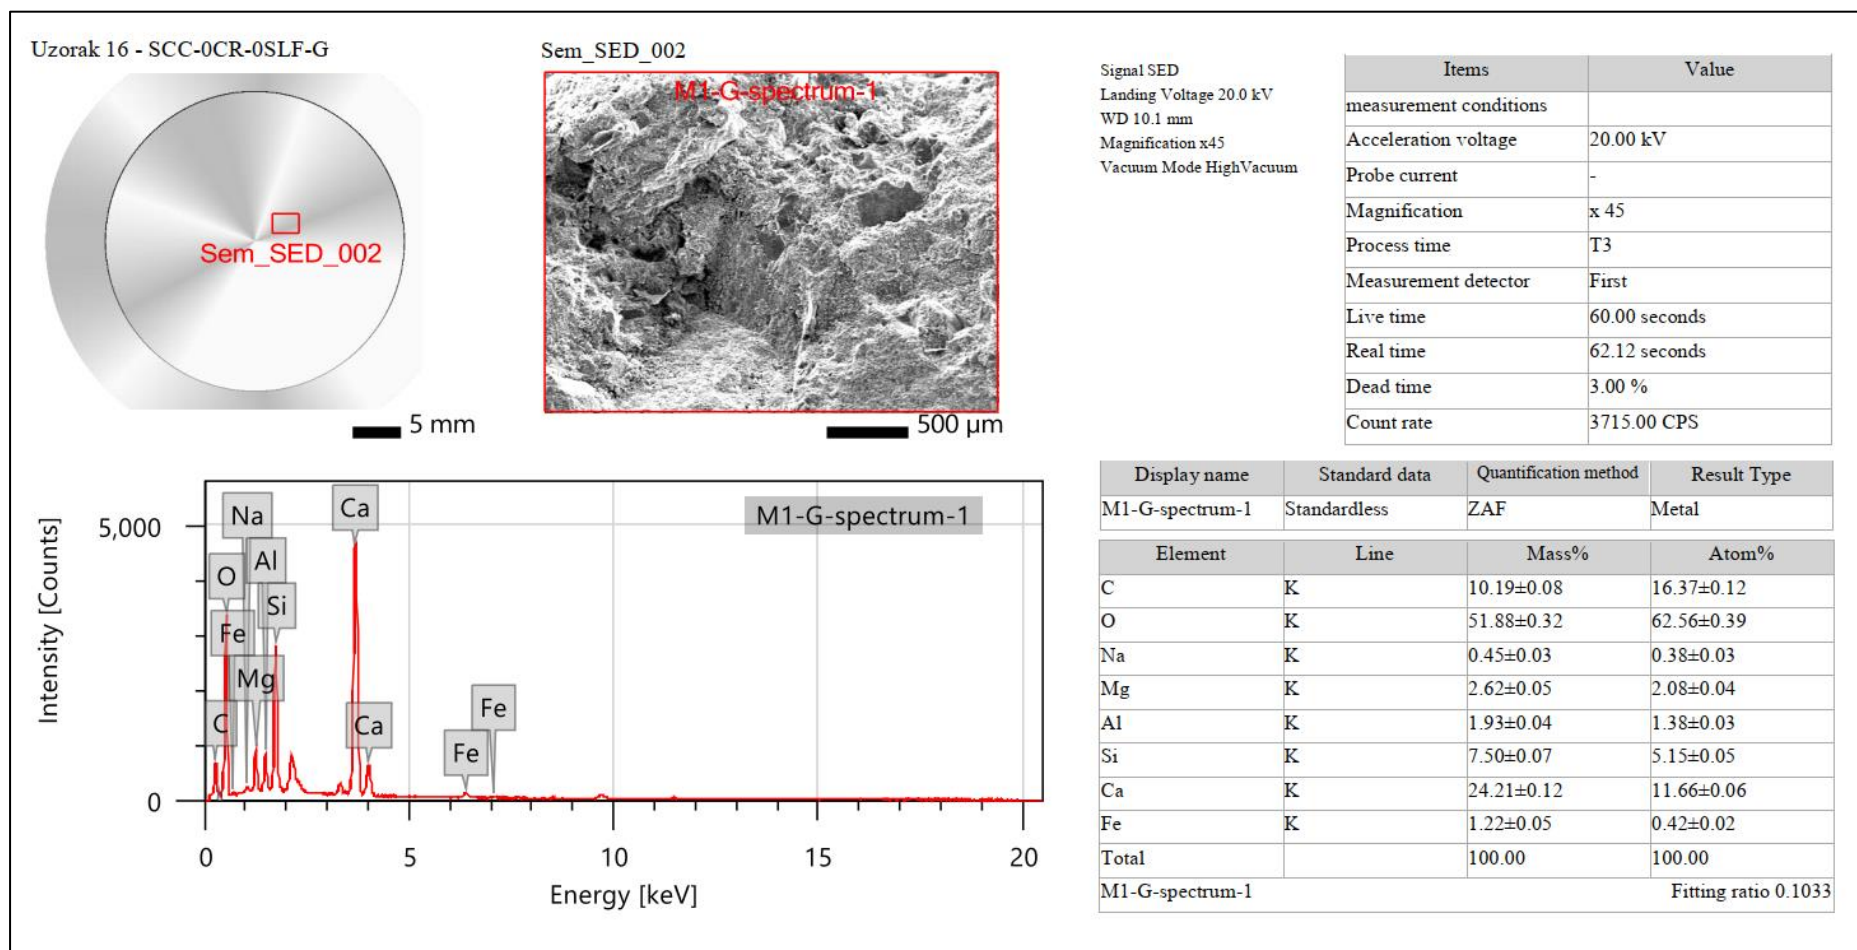 Uzorak 16 - SCC-0CR-0SLF-G
Sem_SED_002
5 mm
Sem_SED_002
M1-G-spectrum-1
500 µm
Signal SED
Landing Voltage 20.0 kV
WD 10.1 mm
Magnification x45
Vacuum Mode HighVacuum
Items Value
measurement conditions
Acceleration voltage 20.00 kV
Probe current -
Magnification x 45
Process time T3
Measurement detector First
Live time 60.00 seconds
Real time 62.12 seconds
Dead time 3.00 %
Count rate 3715.00 CPS
Intensity [Counts]
5,000
0
Na
Ca
M1-G-spectrum-1
Al
O
Si
Fe
Mg
C
Ca
Fe
Fe
0 5 10 15 20
Energy [keV]
Display name Standard data Quantification method Result Type
M1-G-spectrum-1 Standardless ZAF Metal
Element Line Mass% Atom%
C K 10.19±0.08 16.37±0.12
O K 51.88±0.32 62.56±0.39
Na K 0.45±0.03 0.38±0.03
Mg K 2.62±0.05 2.08±0.04
Al K 1.93±0.04 1.38±0.03
Si K 7.50±0.07 5.15±0.05
Ca K 24.21±0.12 11.66±0.06
Fe K 1.22±0.05 0.42±0.02
Total 100.00 100.00
M1-G-spectrum-1 Fitting ratio 0.1033